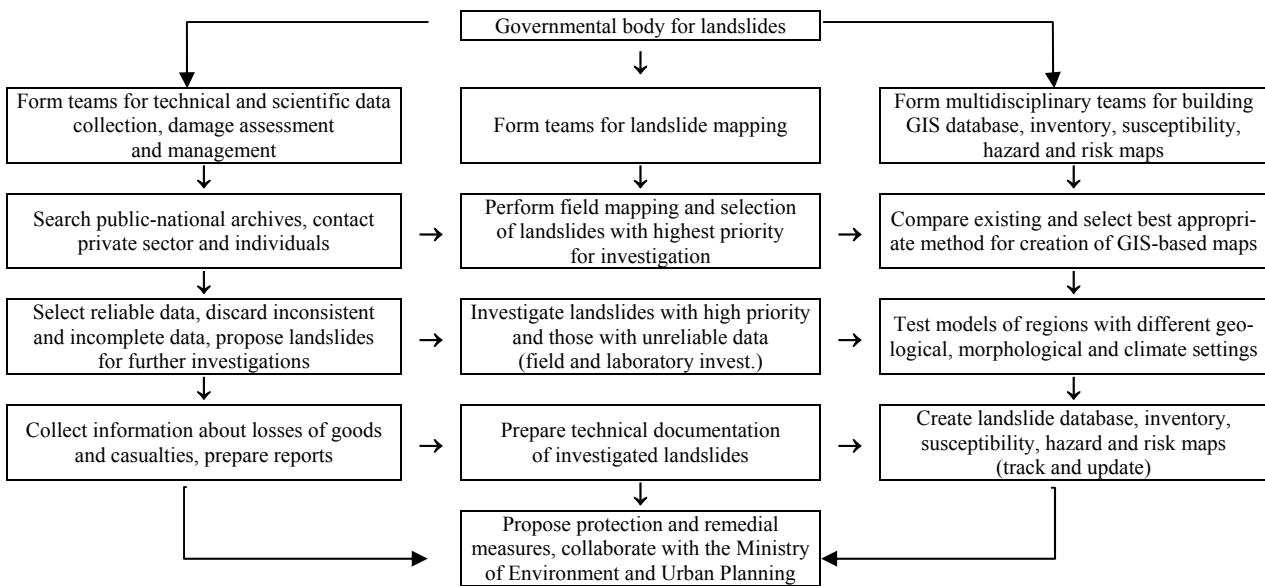 Governmental body for landslides
↓
Form teams for technical and scientific data
collection, damage assessment
and management
Form teams for landslide mapping
Form multidisciplinary teams for building
GIS database, inventory, susceptibility,
hazard and risk maps
↓ ↓ ↓
Search public-national archives, contact
private sector and individuals
→
Perform field mapping and selection
of landslides with highest priority
for investigation
→
Compare existing and select best appropri-
ate method for creation of GIS-based maps
↓ ↓ ↓
Select reliable data, discard inconsistent
and incomplete data, propose landslides
for further investigations
→
Investigate landslides with high priority
and those with unreliable data
(field and laboratory invest.)
→
Test models of regions with different geo-
logical, morphological and climate settings
↓ ↓ ↓
Collect information about losses of goods
and casualties, prepare reports
→
Prepare technical documentation
of investigated landslides
→
Create landslide database, inventory,
susceptibility, hazard and risk maps
(track and update)
↓
Propose protection and remedial
measures, collaborate with the Ministry
of Environment and Urban Planning